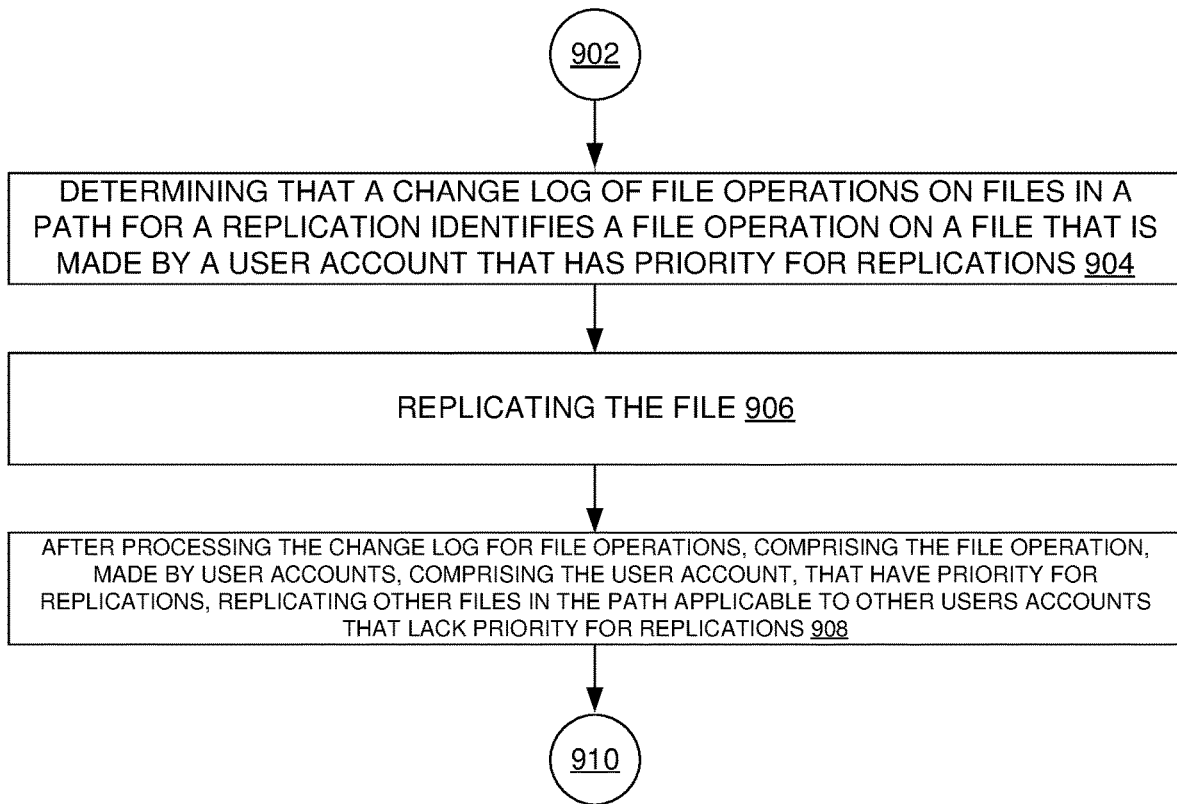 902
DETERMINING THAT A CHANGE LOG OF FILE OPERATIONS ON FILES IN A
PATH FOR A REPLICATION IDENTIFIES A FILE OPERATION ON A FILE THAT IS
MADE BY A USER ACCOUNT THAT HAS PRIORITY FOR REPLICATIONS 904
REPLICATING THE FILE 906
AFTER PROCESSING THE CHANGE LOG FOR FILE OPERATIONS, COMPRISING THE FILE OPERATION,
MADE BY USER ACCOUNTS, COMPRISING THE USER ACCOUNT, THAT HAVE PRIORITY FOR
REPLICATIONS, REPLICATING OTHER FILES IN THE PATH APPLICABLE TO OTHER USERS ACCOUNTS
THAT LACK PRIORITY FOR REPLICATIONS 908
910